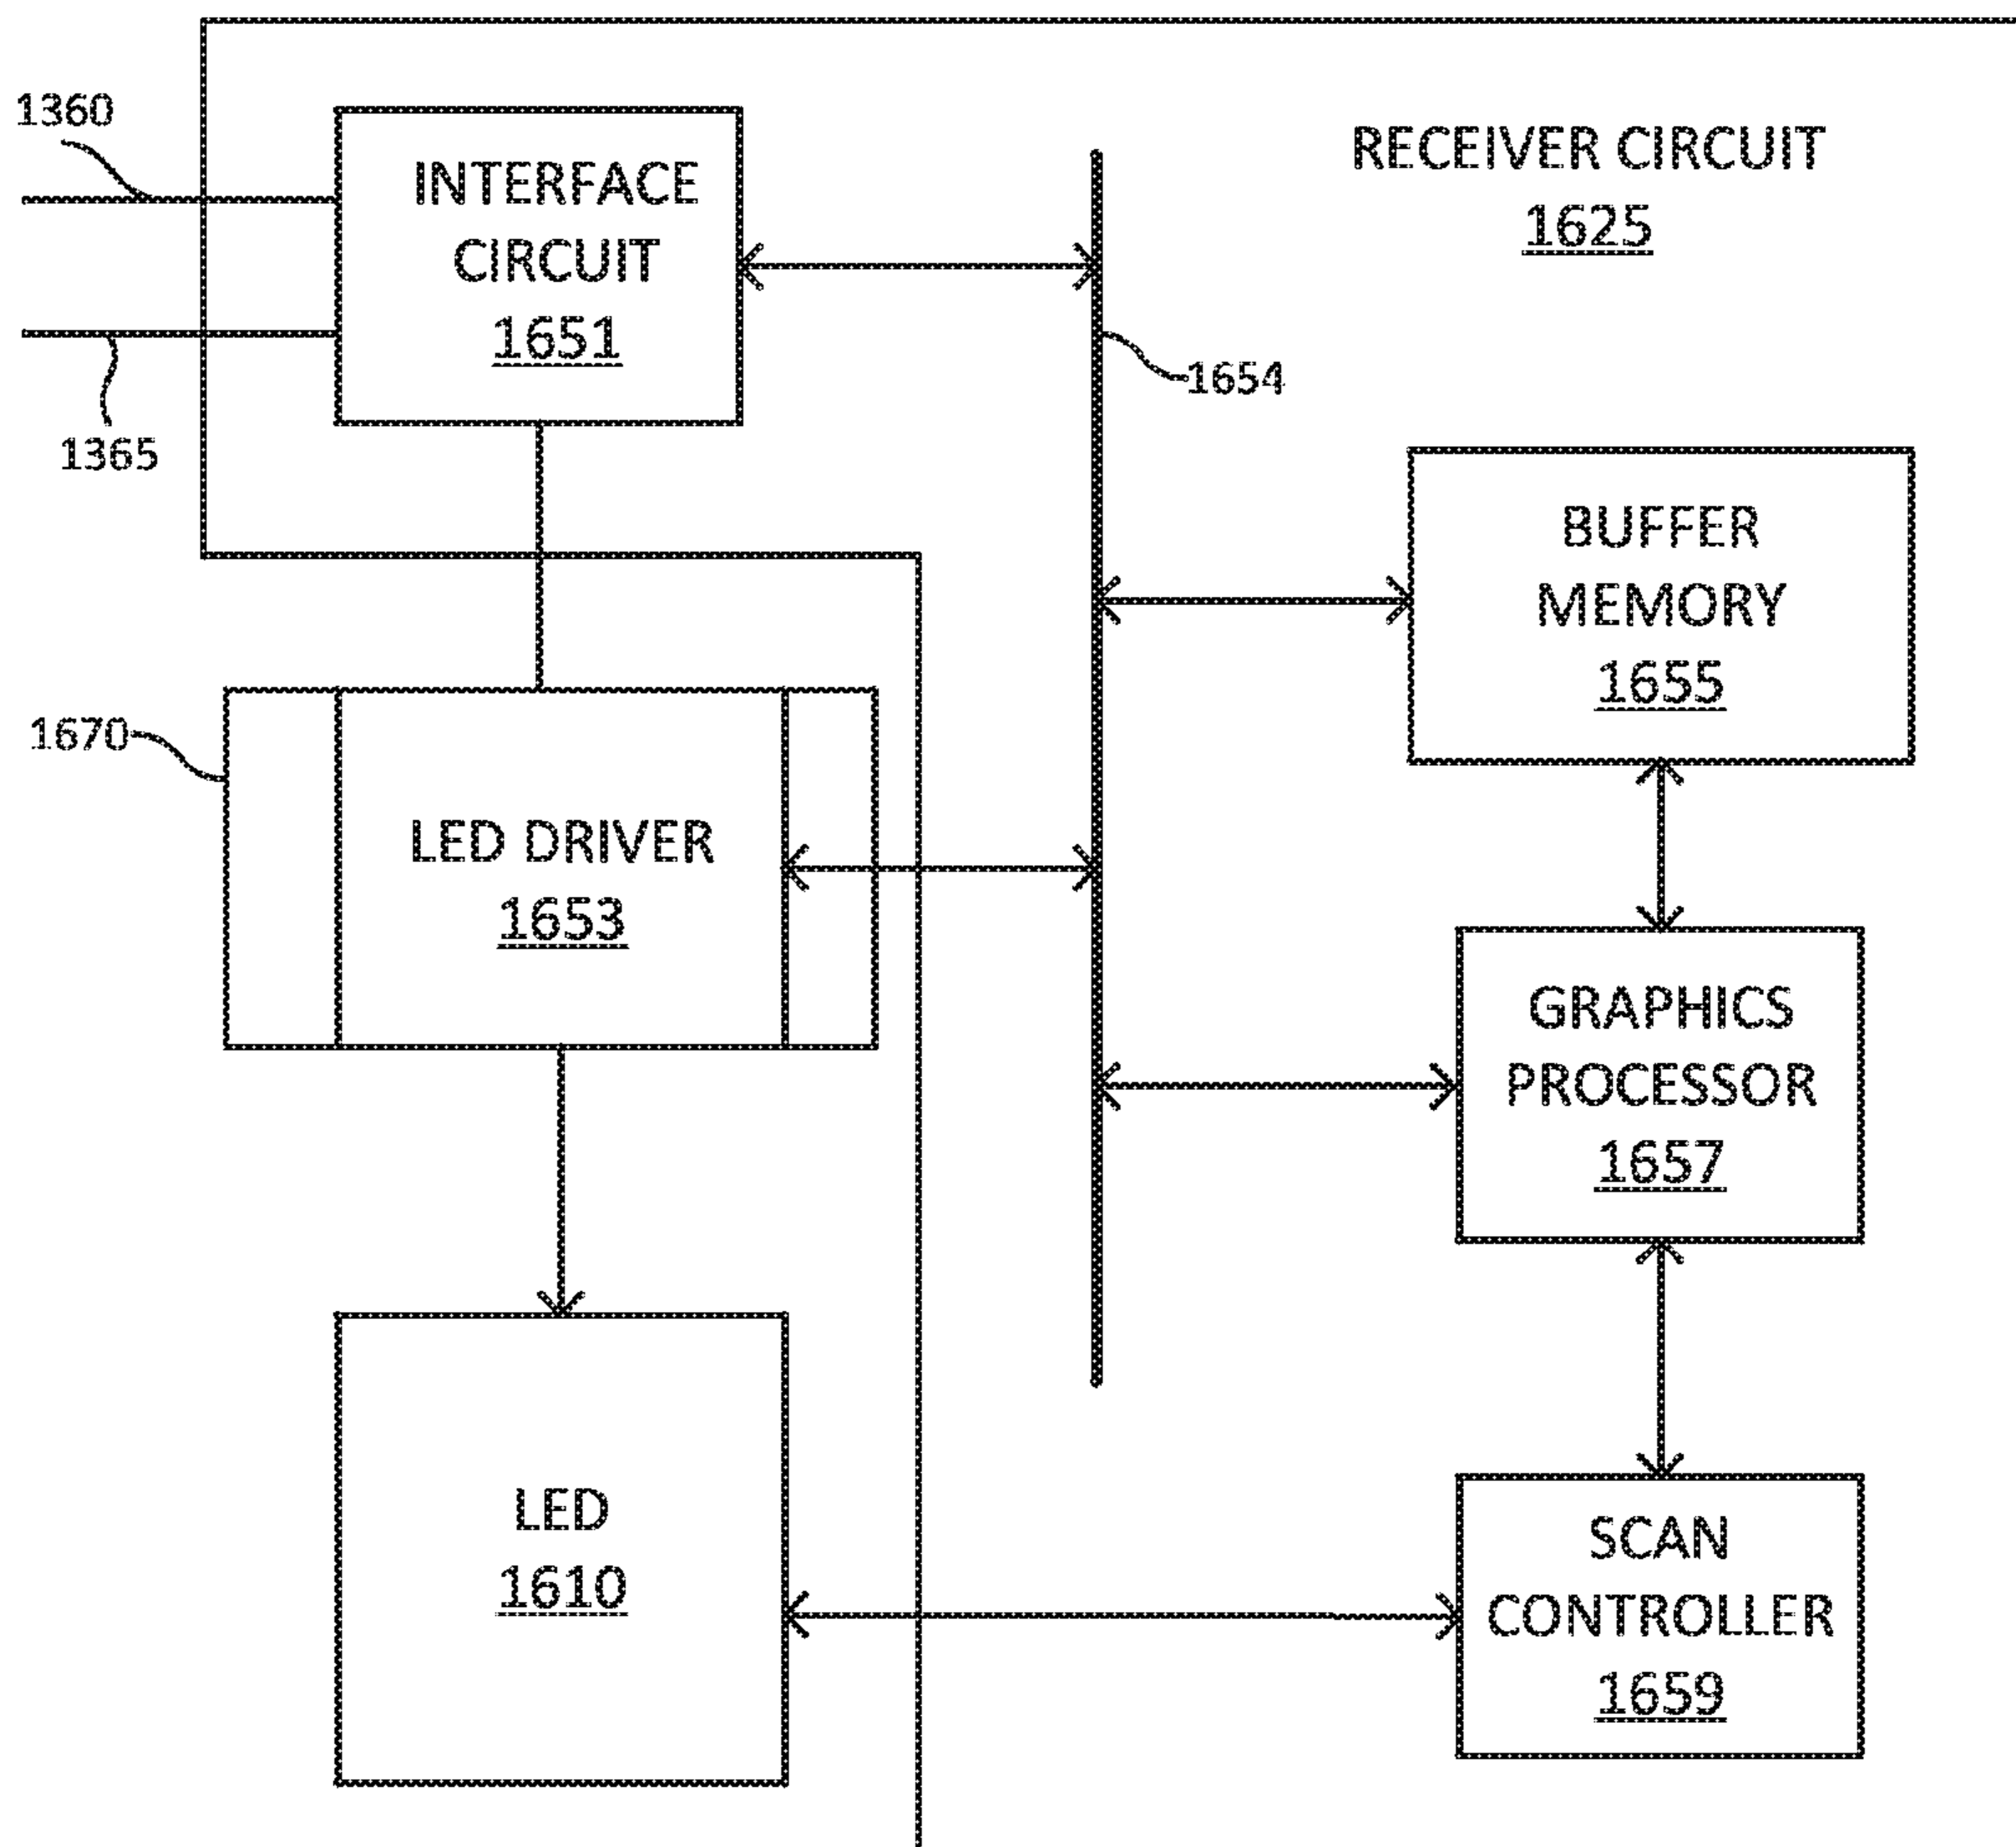 1360
INTERFACE
CIRCUIT
1651
RECEIVER CIRCUIT
1625
1654
1365
BUFFER
MEMORY
1655
1670
LED DRIVER
1653
GRAPHICS
PROCESSOR
1657
LED
1610
SCAN
CONTROLLER
1659